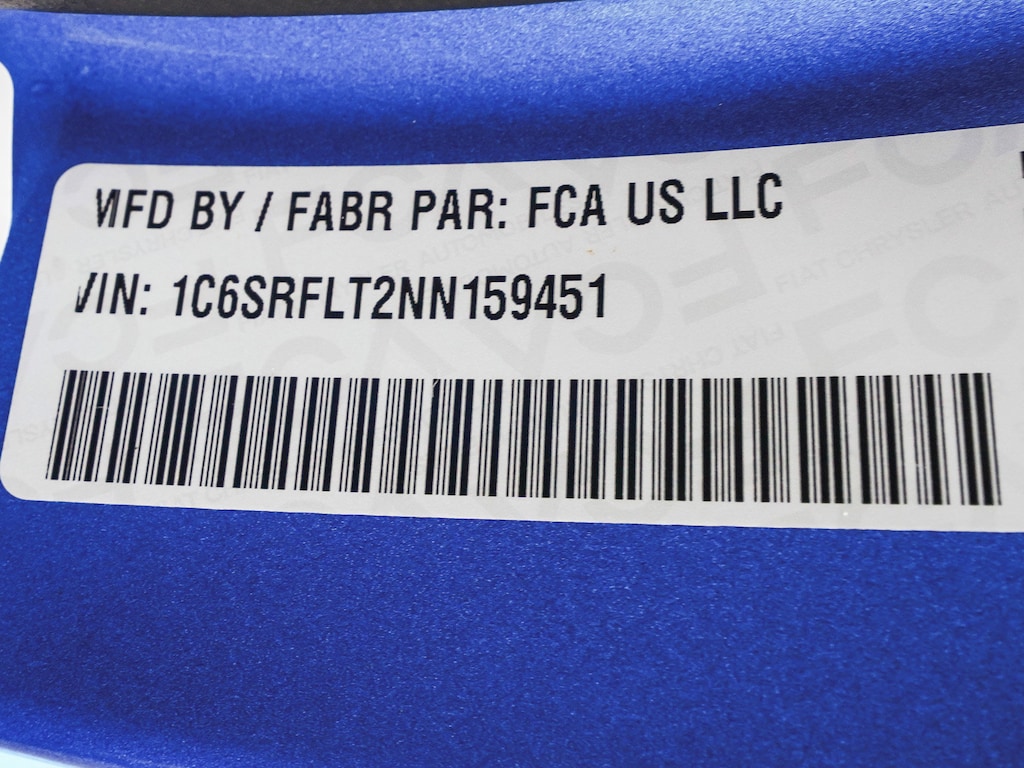 MFD BY / FABR PAR: FCA US LLC
VIN: 1C6SRFLT2NN159451